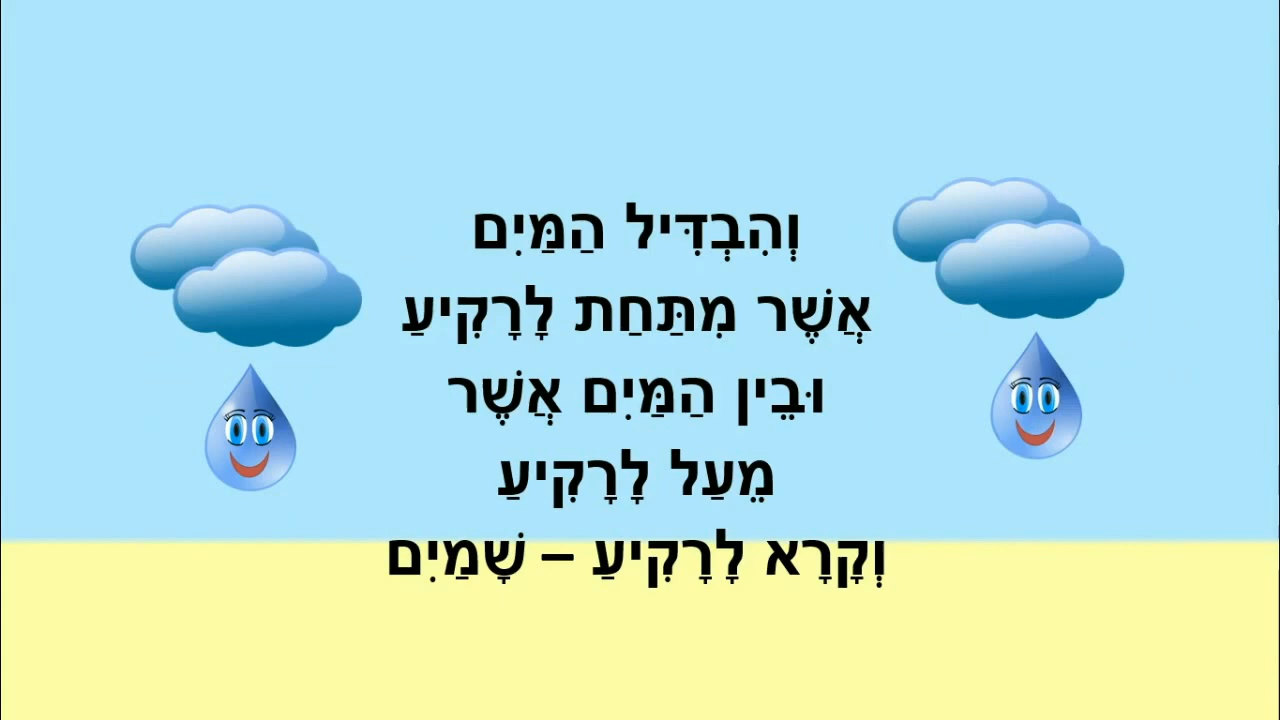 וְהִבְדִּיל הַמַּיִם
אֲשֶׁר מִתַּחַת לָרָקִיעַ
וּבֵין הַמַּיִם אֲשֶׁר
מֵעַל לָרָקִיעַ
וְקָרָא לָרָקִיעַ – שָׁמַיִם